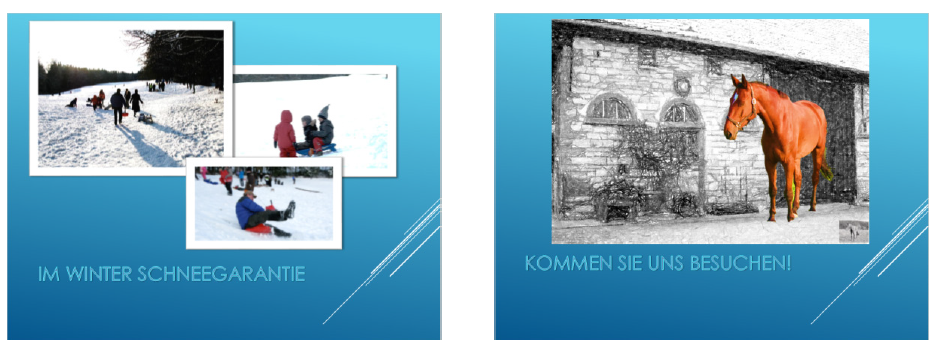 IM WINTER SCHNEEGARANTIE
KOMMEN SIE UNS BESUCHEN!